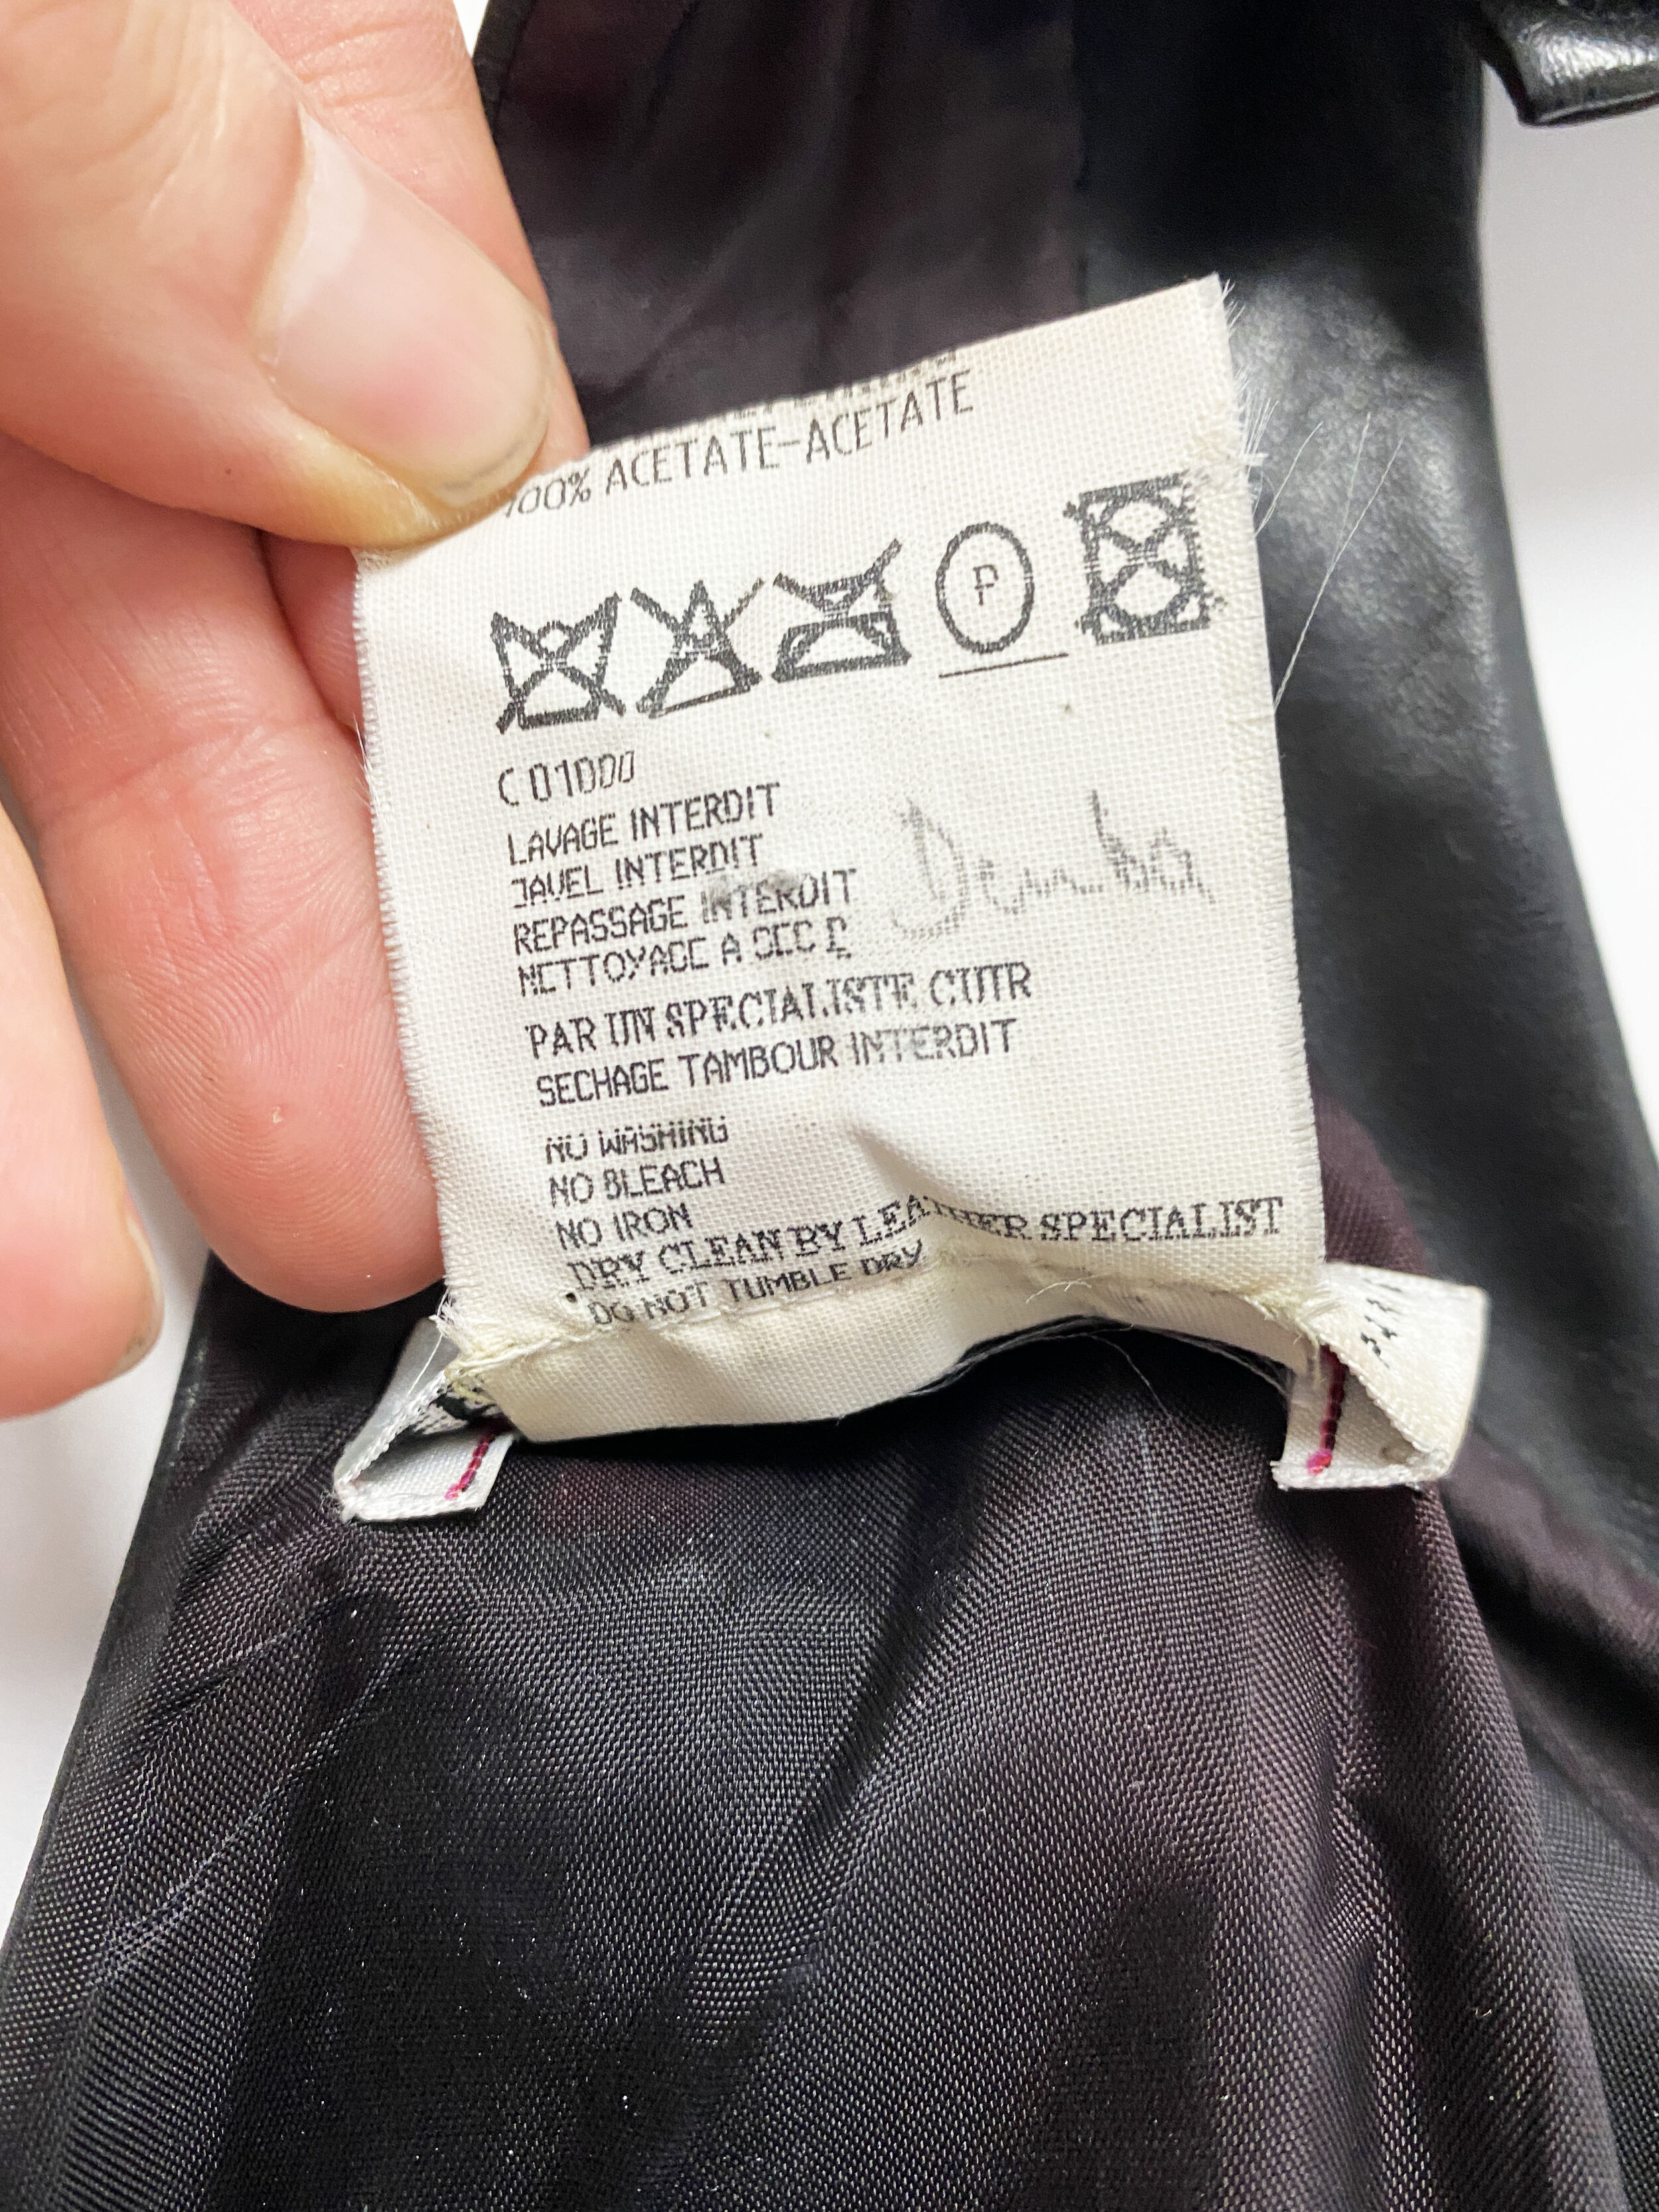 100% ACETATE-ACETATE
P
C01000
LAVAGE INTERDIT
JAVEL INTERDIT
REPASSAGE INTERDIT
NETTOYAGE A SEC P
PAR UN SPECIALISTE CUIR
SECHAGE TAMBOUR INTERDIT
NO WASHING
NO BLEACH
NO IRON
DRY CLEAN BY LEATHER SPECIALIST
DO NOT TUMBLE DRY